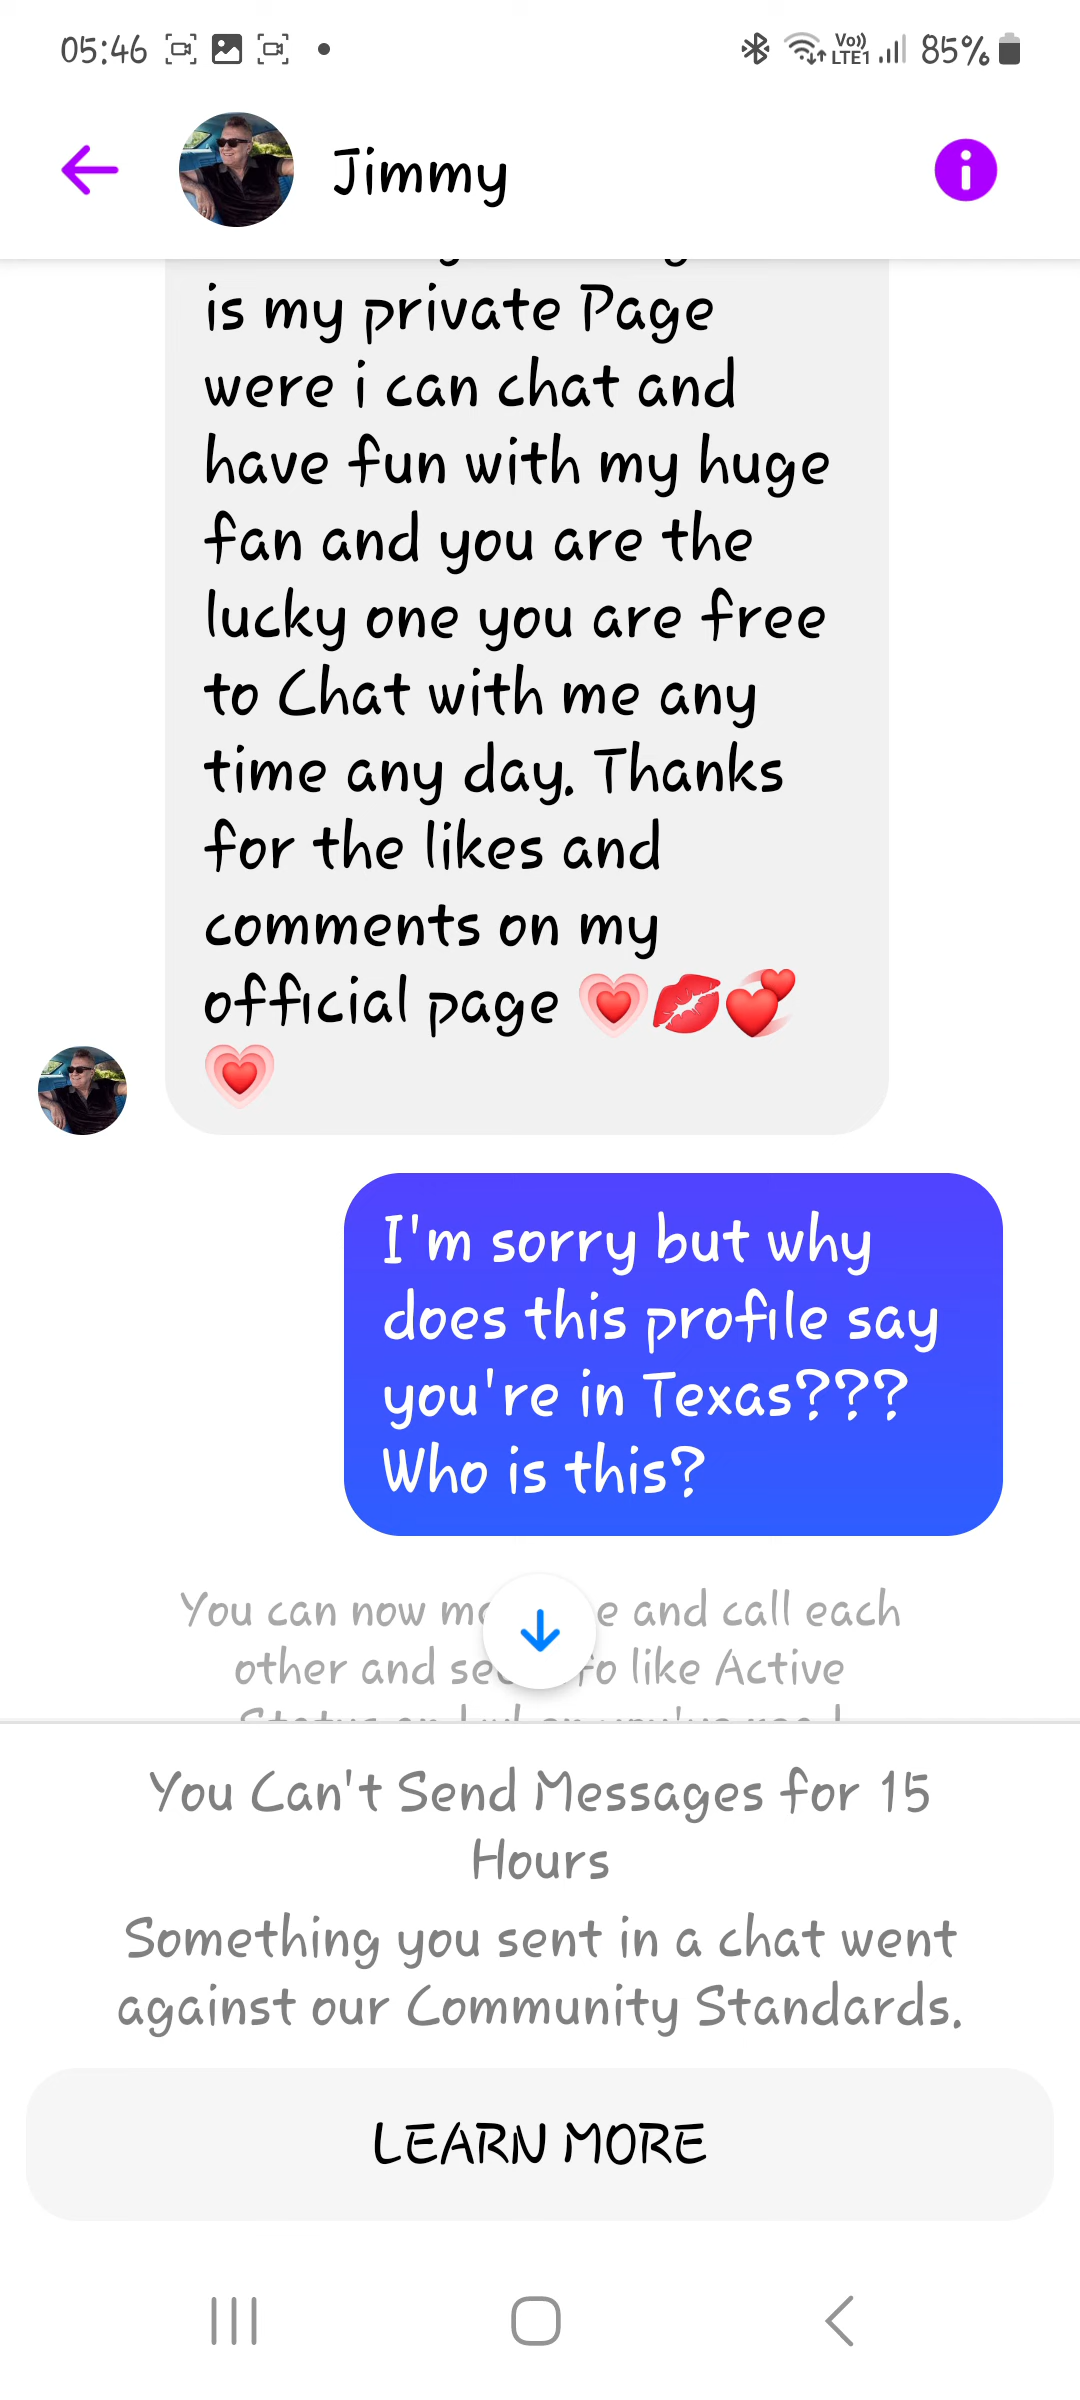 05:46
Vo)) LTE1 85%
Jimmy
is my private Page
were i can chat and
have fun with my huge
fan and you are the
lucky one you are free
to Chat with me any
time any day. Thanks
for the likes and
comments on my
official page
I'm sorry but why
does this profile say
you're in Texas???
Who is this?
You can now and call each
other and like Active
You Can't Send Messages for 15
Hours
Something you sent in a chat went
against our Community Standards.
LEARN MORE